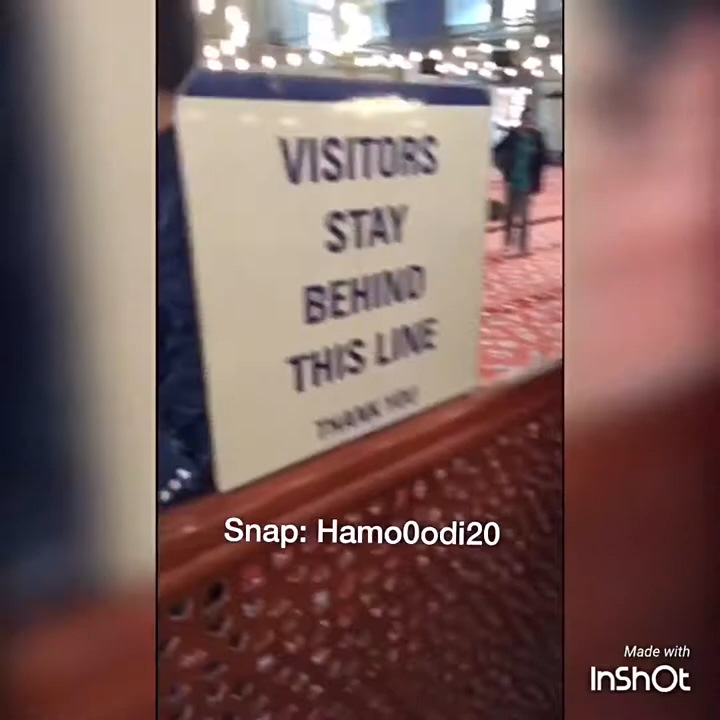 VISITORS
STAY
BEHIND
THIS LINE
THANK YOU
Snap: Hamo0odi20
Made with
InShOt